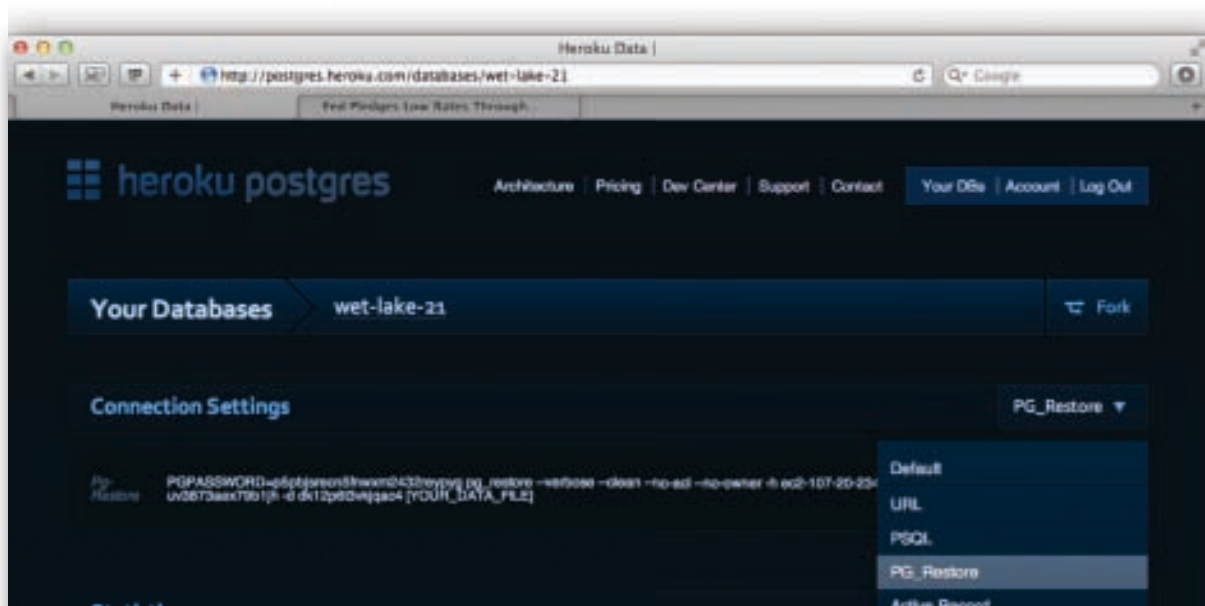 Heroku Data |
http://postgres.heroku.com/databases/wet-lake-21
Google
Heroku Data |
Fed Pledges Low Rates Through
heroku postgres
Architecture | Pricing | Dev Center | Support | Contact
Your DBs | Account | Log Out
Your Databases
wet-lake-21
Fork
Connection Settings
PG_Restore
Pg-Restore
pg_restore --verbose --clean --no-acl --no-owner -h
[YOUR_DATA_FILE]
Default
URL
PSQL
PG_Restore
Active Record